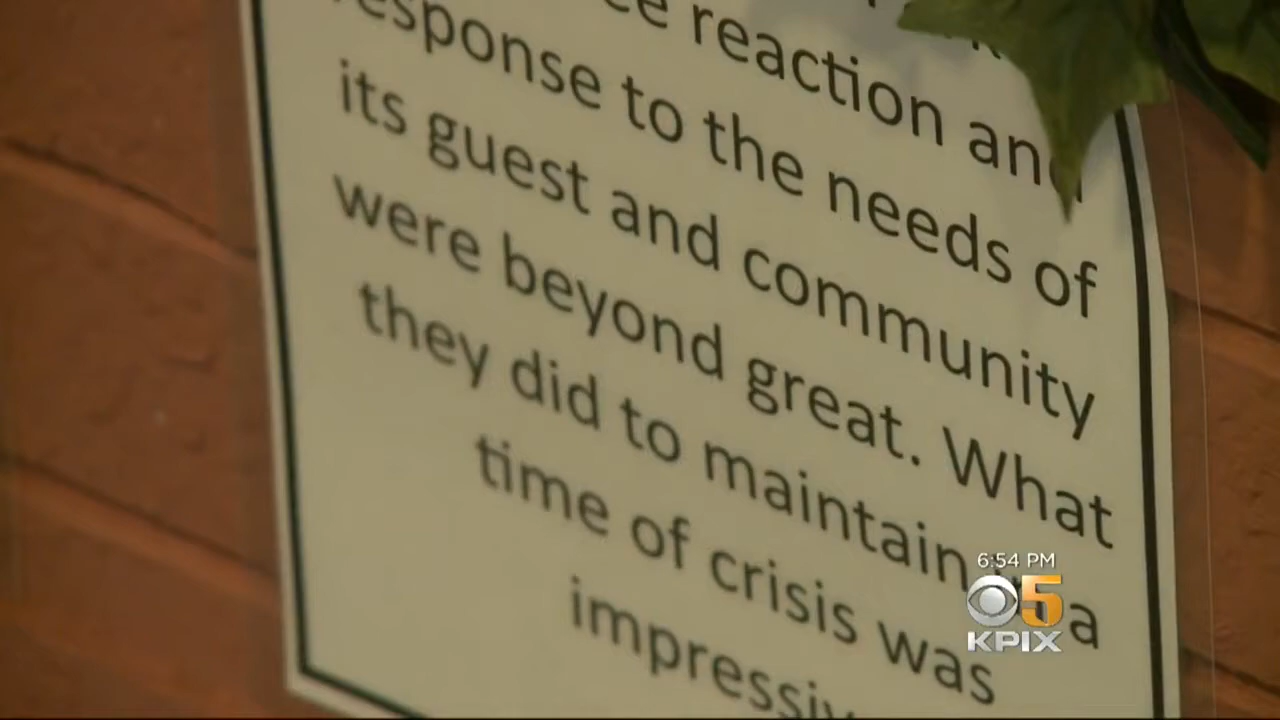 reaction and
response to the needs of
its guest and community
were beyond great. What
they did to maintain a
time of crisis was
6:54 PM
5
KPIX